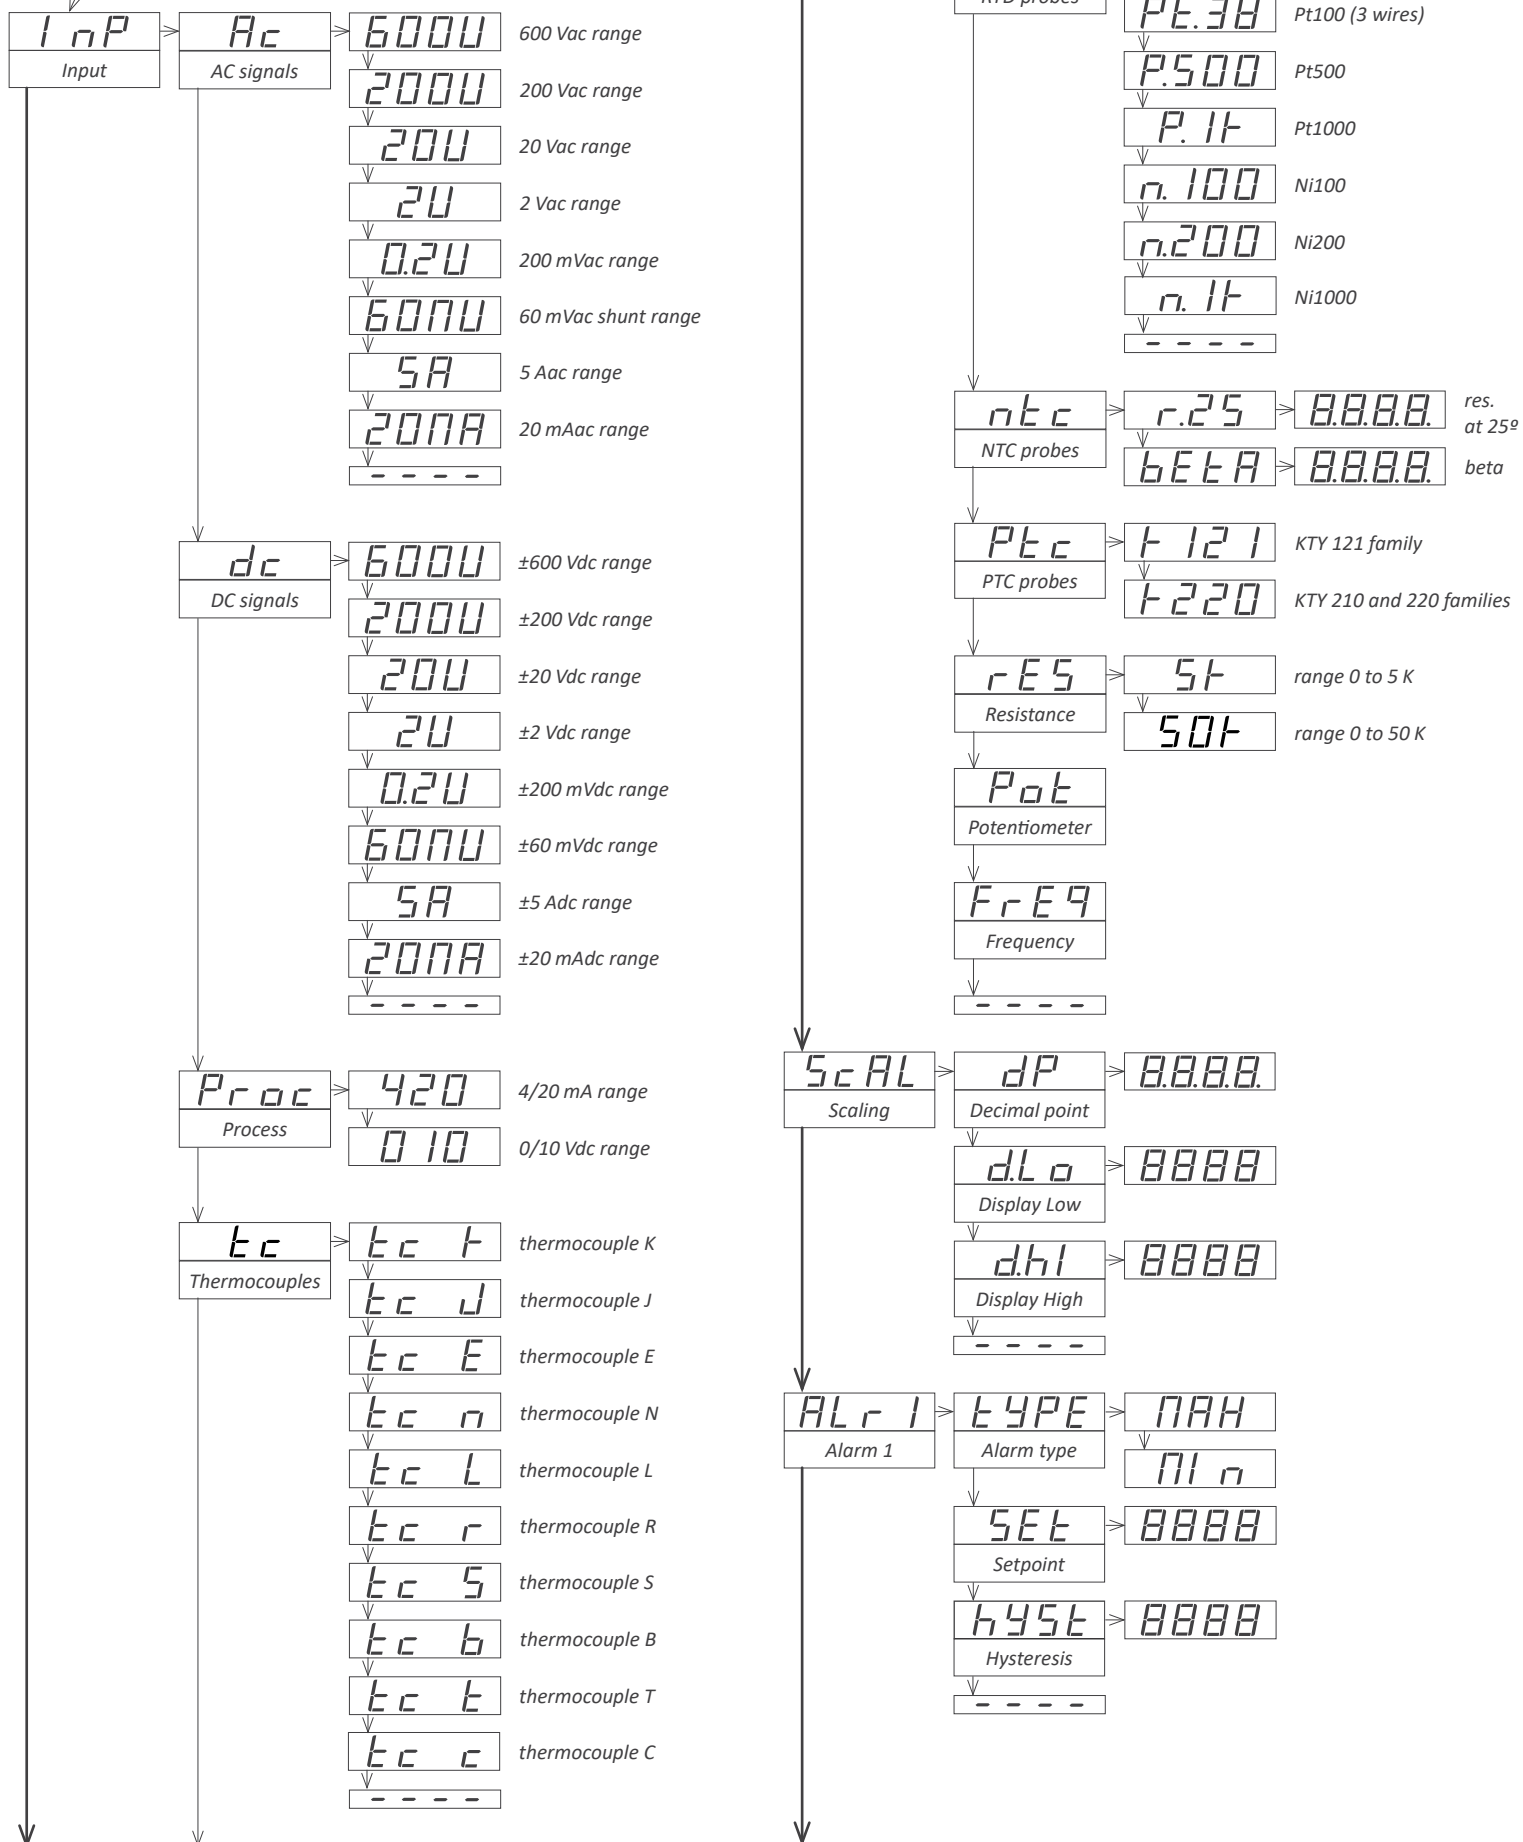 InP
Input
Ac
AC signals
600U
600 Vac range
200U
200 Vac range
20U
20 Vac range
2U
2 Vac range
0.2U
200 mVac range
60mU
60 mVac shunt range
5A
5 Aac range
20mA
20 mAac range
----
dc
DC signals
600U
±600 Vdc range
200U
±200 Vdc range
20U
±20 Vdc range
2U
±2 Vdc range
0.2U
±200 mVdc range
60mU
±60 mVdc range
5A
±5 Adc range
20mA
±20 mAdc range
----
Proc
Process
420
4/20 mA range
010
0/10 Vdc range
tc
Thermocouples
tc k
thermocouple K
tc J
thermocouple J
tc E
thermocouple E
tc n
thermocouple N
tc L
thermocouple L
tc r
thermocouple R
tc S
thermocouple S
tc b
thermocouple B
tc t
thermocouple T
tc c
thermocouple C
----
RTD probes
Pt.38
Pt100 (3 wires)
P.500
Pt500
P.1k
Pt1000
n.100
Ni100
n.200
Ni200
n.1k
Ni1000
----
ntc
NTC probes
r.25
8.8.8.8.
res.
at 25º
bEtA
8.8.8.8.
beta
Ptc
PTC probes
k121
KTY 121 family
k220
KTY 210 and 220 families
rES
Resistance
5k
range 0 to 5 K
50k
range 0 to 50 K
Pot
Potentiometer
FrEq
Frequency
----
ScAL
Scaling
dP
Decimal point
8.8.8.8.
d.Lo
Display Low
8888
d.hI
Display High
8888
----
ALr1
Alarm 1
tYPE
Alarm type
mAH
mIn
SEt
Setpoint
8888
hYSt
Hysteresis
8888
----